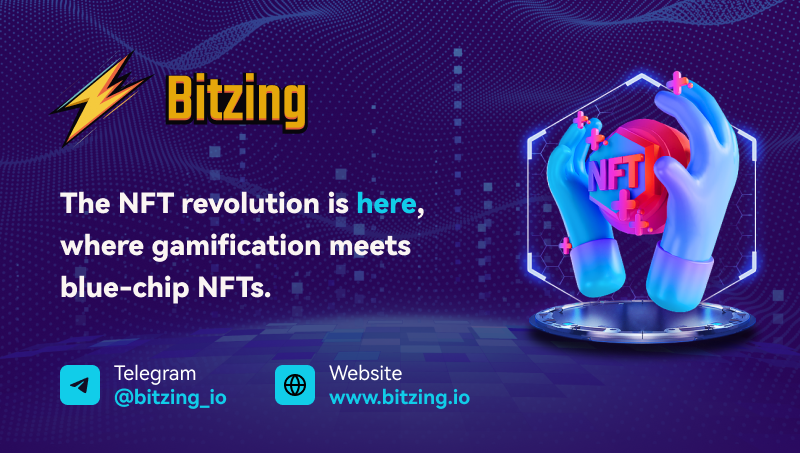 Bitzing
The NFT revolution is here,
where gamification meets
blue-chip NFTs.
NFT
Telegram
@bitzing_io
Website
www.bitzing.io